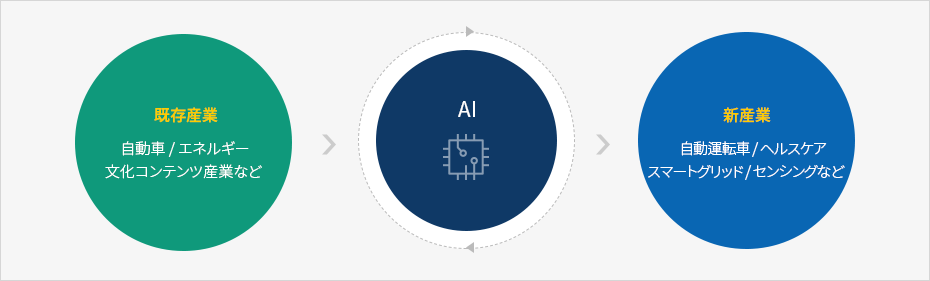 既存産業
自動車 / エネルギー
文化コンテンツ産業など
AI
新産業
自動運転車 / ヘルスケア
スマートグリッド / センシングなど